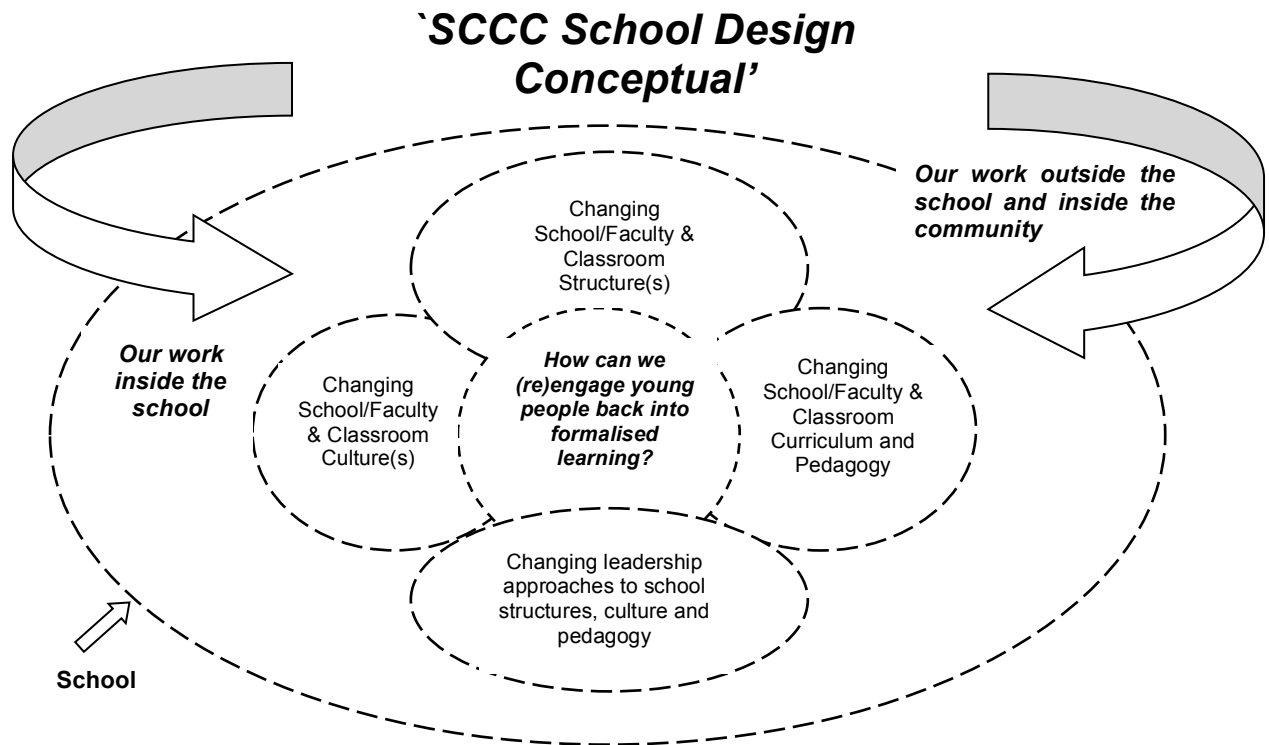 `SCCC School Design
Conceptual’
Our work outside the
school and inside the
community
Changing
School/Faculty &
Classroom
Structure(s)
Our work
inside the
school
Changing
School/Faculty
& Classroom
Culture(s)
How can we
(re)engage young
people back into
formalised
learning?
Changing
School/Faculty &
Classroom
Curriculum and
Pedagogy
Changing leadership
approaches to school
structures, culture and
pedagogy
School